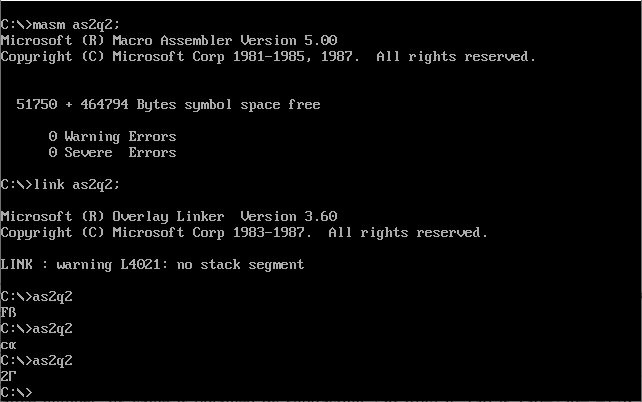 C:\>masm as2q2;
Microsoft (R) Macro Assembler Version 5.00
Copyright (C) Microsoft Corp 1981-1985, 1987.  All rights reserved.
51750 + 464794 Bytes symbol space free
0 Warning Errors
0 Severe  Errors
C:\>link as2q2;
Microsoft (R) Overlay Linker  Version 3.60
Copyright (C) Microsoft Corp 1983-1987.  All rights reserved.
LINK : warning L4021: no stack segment
C:\>as2q2
Fß
C:\>as2q2
cα
C:\>as2q2
2Γ
C:\>